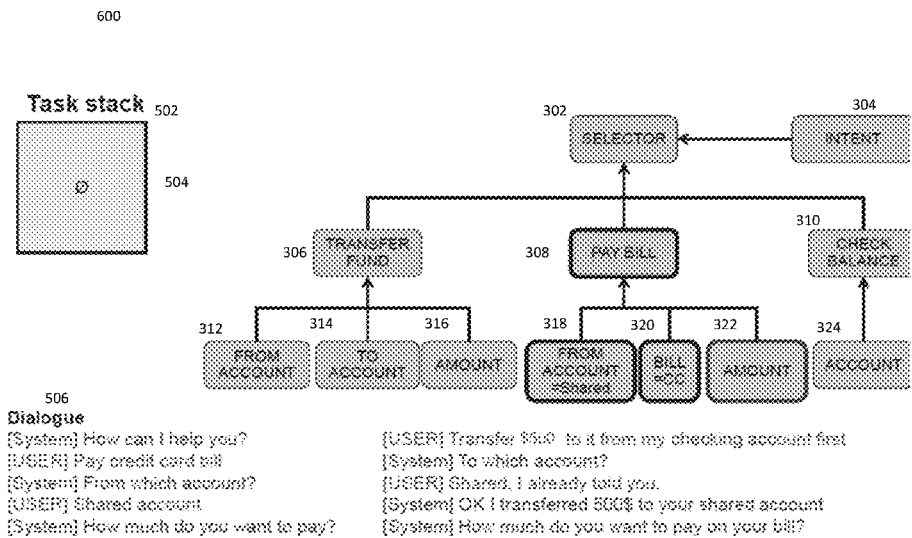 600
Task stack 502
302
304
SELECTOR
INTENT
Ø
504
306
TRANSFER FUND
308
PAY BILL
310
CHECK BALANCE
312
314
316
318
320
322
324
FROM ACCOUNT
TO ACCOUNT
AMOUNT
FROM ACCOUNT =Shared
BILL =CC
AMOUNT
ACCOUNT
506
Dialogue
[System] How can I help you?
[USER] Pay credit card bill
[System] From which account?
[USER] Shared account
[System] How much do you want to pay?
[USER] Transfer $500 to it from my checking account first
[System] To which account?
[USER] Shared, I already told you.
[System] OK I transferred 500$ to your shared account
[System] How much do you want to pay on your bill?